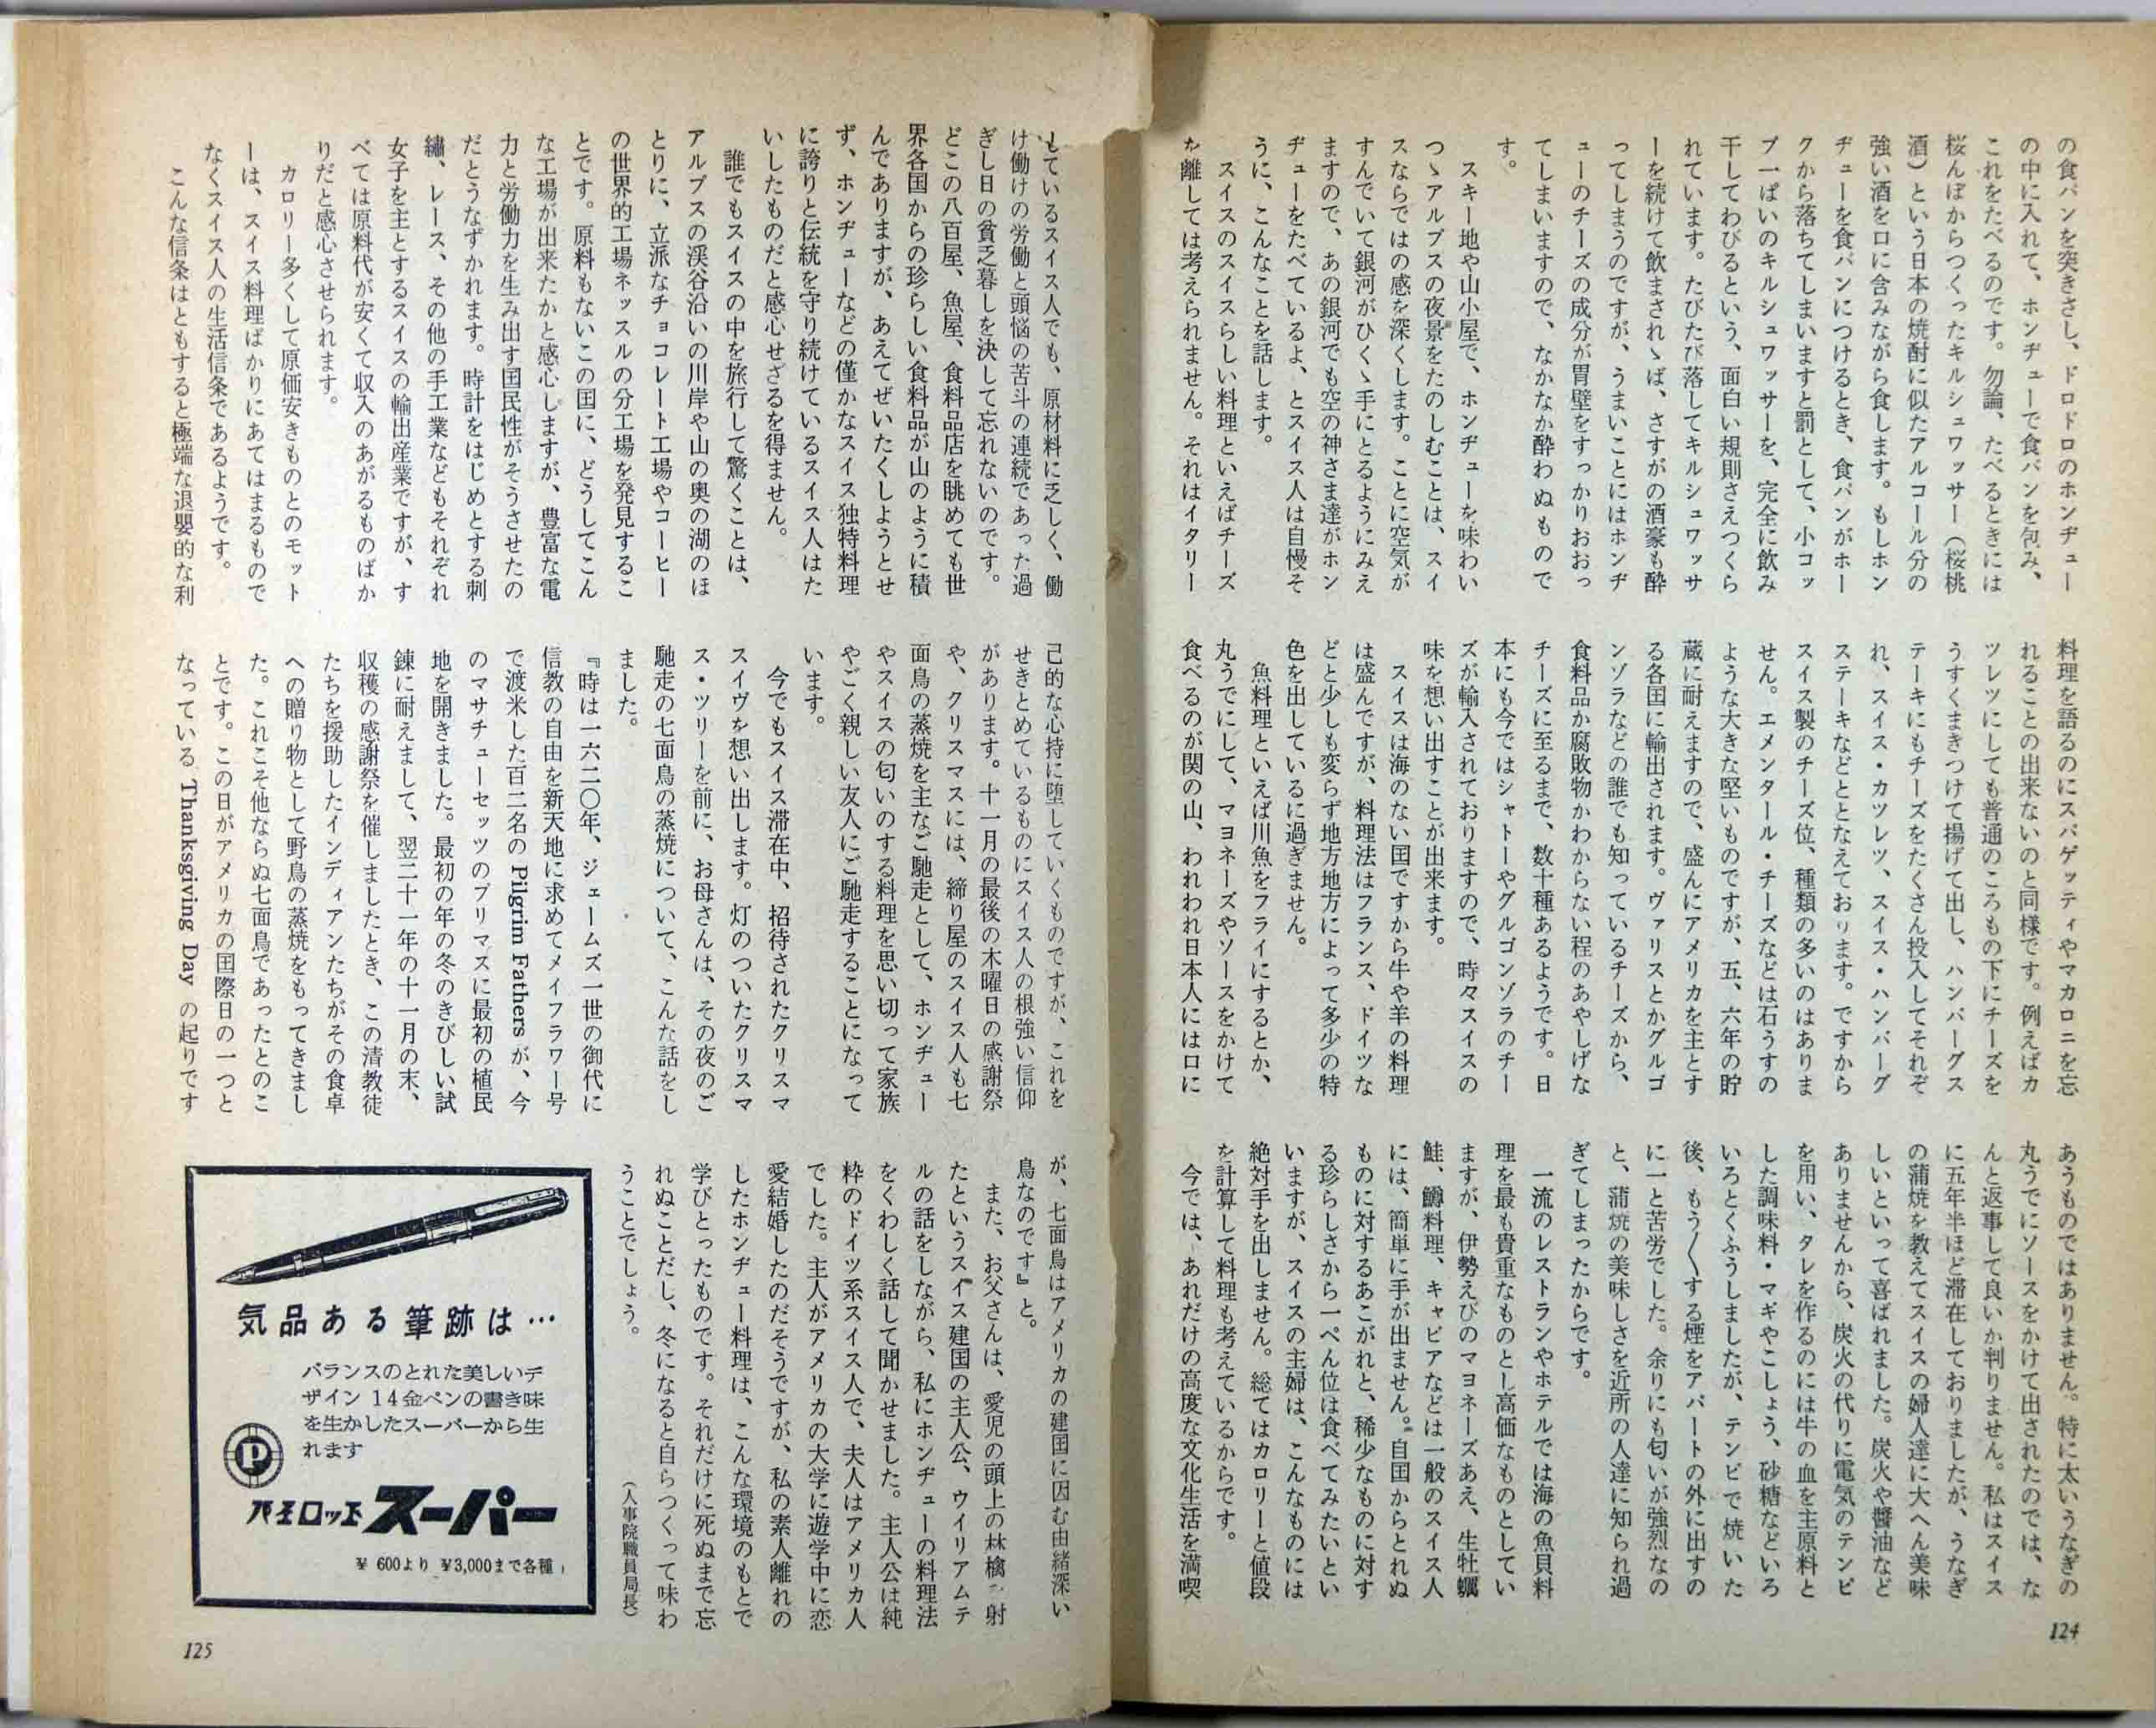 の食パンを突きさし、ドロドロのホンヂュー
の中に入れて、ホンヂューで食パンを包み、
これをたべるのです。勿論、たべるときには
桜んぼからつくったキルシュワッサー（桜桃
酒）という日本の焼酎に似たアルコール分の
強い酒を口に含みながら食します。もしホン
ヂューを食パンにつけるとき、食パンがホー
クから落ちてしまいますと罰として、小コッ
プ一ぱいのキルシュワッサーを、完全に飲み
干してわびるという、面白い規則さえつくら
れています。たびたび落してキルシュワッサ
ーを続けて飲まされゝば、さすがの酒豪も酔
ってしまうのですが、うまいことにはホンヂ
ューのチーズの成分が胃壁をすっかりおおっ
てしまいますので、なかなか酔わぬもので
す。
スキー地や山小屋で、ホンヂューを味わい
つゝアルプスの夜景をたのしむことは、スイ
スならではの感を深くします。ことに空気が
すんでいて銀河がひくゝ手にとるようにみえ
ますので、あの銀河でも空の神さま達がホン
ヂューをたべているよ、とスイス人は自慢そ
うに、こんなことを話します。
スイスのスイスらしい料理といえばチーズ
を離しては考えられません。それはイタリー
料理を語るのにスパゲッティやマカロニを忘
れることの出来ないのと同様です。例えばカ
ツレツにしても普通のころもの下にチーズを
うすくまきつけて揚げて出し、ハンバーグス
テーキにもチーズをたくさん投入してそれぞ
れ、スイス・カツレツ、スイス・ハンバーグ
ステーキなどととなえております。ですから
スイス製のチーズ位、種類の多いのはありま
せん。エメンタール・チーズなどは石うすの
ような大きな堅いものですが、五、六年の貯
蔵に耐えますので、盛んにアメリカを主とす
る各国に輸出されます。ヴァリスとかグルゴ
ンゾラなどの誰でも知っているチーズから、
食料品か腐敗物かわからない程のあやしげな
チーズに至るまで、数十種あるようです。日
本にも今ではシャトーやグルゴンゾラのチー
ズが輸入されておりますので、時々スイスの
味を想い出すことが出来ます。
スイスは海のない国ですから牛や羊の料理
は盛んですが、料理法はフランス、ドイツな
どと少しも変らず地方地方によって多少の特
色を出しているに過ぎません。
魚料理といえば川魚をフライにするとか、
丸うでにして、マヨネーズやソースをかけて
食べるのが関の山、われわれ日本人には口に
あうものではありません。特に太いうなぎの
丸うでにソースをかけて出されたのでは、な
んと返事して良いか判りません。私はスイス
に五年半ほど滞在しておりましたが、うなぎ
の蒲焼を教えてスイスの婦人達に大へん美味
しいといって喜ばれました。炭火や醬油など
ありませんから、炭火の代りに電気のテンピ
を用い、タレを作るのには牛の血を主原料と
した調味料・マギやこしょう、砂糖などいろ
いろとくふうしましたが、テンピで焼いた
後、もう〱する煙をアパートの外に出すの
に一と苦労でした。余りにも匂いが強烈なの
と、蒲焼の美味しさを近所の人達に知られ過
ぎてしまったからです。
一流のレストランやホテルでは海の魚貝料
理を最も貴重なものとし高価なものとしてい
ますが、伊勢えびのマヨネーズあえ、生牡蠣
鮭、鱒料理、キャビアなどは一般のスイス人
には、簡単に手が出ません。自国からとれぬ
ものに対するあこがれと、稀少なものに対す
る珍らしさから一ぺん位は食べてみたいとい
いますが、スイスの主婦は、こんなものには
絶対手を出しません。総てはカロリーと値段
を計算して料理も考えているからです。
今では、あれだけの高度な文化生活を満喫
124
もているスイス人でも、原材料に乏しく、働
け働けの労働と頭悩の苦斗の連続であった過
ぎし日の貧乏暮しを決して忘れないのです。
どこの八百屋、魚屋、食料品店を眺めても世
界各国からの珍らしい食料品が山のように積
んでありますが、あえてぜいたくしようとせ
ず、ホンヂューなどの僅かなスイス独特料理
に誇りと伝統を守り続けているスイス人はた
いしたものだと感心せざるを得ません。
誰でもスイスの中を旅行して驚くことは、
アルプスの渓谷沿いの川岸や山の奥の湖のほ
とりに、立派なチョコレート工場やコーヒー
の世界的工場ネッスルの分工場を発見するこ
とです。原料もないこの国に、どうしてこん
な工場が出来たかと感心しますが、豊富な電
力と労働力を生み出す国民性がそうさせたの
だとうなずかれます。時計をはじめとする刺
繡、レース、その他の手工業などもそれぞれ
女子を主とするスイスの輸出産業ですが、す
べては原料代が安くて収入のあがるものばか
りだと感心させられます。
カロリー多くして原価安きものとのモット
ーは、スイス料理ばかりにあてはまるもので
なくスイス人の生活信条であるようです。
こんな信条はともすると極端な退嬰的な利
己的な心持に堕していくものですが、これを
せきとめているものにスイス人の根強い信仰
があります。十一月の最後の木曜日の感謝祭
や、クリスマスには、締り屋のスイス人も七
面鳥の蒸焼を主なご馳走として、ホンヂュー
やスイスの匂いのする料理を思い切って家族
やごく親しい友人にご馳走することになって
います。
今でもスイス滞在中、招待されたクリスマ
スイヴを想い出します。灯のついたクリスマ
ス・ツリーを前に、お母さんは、その夜のご
馳走の七面鳥の蒸焼について、こんな話をし
ました。
『時は一六二〇年、ジェームズ一世の御代に
信教の自由を新天地に求めてメイフラワー号
で渡米した百二名の Pilgrim Fathers が、今
のマサチューセッツのプリマスに最初の植民
地を開きました。最初の年の冬のきびしい試
錬に耐えまして、翌二十一年の十一月の末、
収穫の感謝祭を催しましたとき、この清教徒
たちを援助したインディアンたちがその食卓
への贈り物として野鳥の蒸焼をもってきまし
た。これこそ他ならぬ七面鳥であったとのこ
とです。この日がアメリカの国際日の一つと
なっている Thanksgiving Day の起りです
が、七面鳥はアメリカの建国に因む由緒深い
鳥なのです』と。
また、お父さんは、愛児の頭上の林檎を射
たというスイス建国の主人公、ウイリアムテ
ルの話をしながら、私にホンヂューの料理法
をくわしく話して聞かせました。主人公は純
粋のドイツ系スイス人で、夫人はアメリカ人
でした。主人がアメリカの大学に遊学中に恋
愛結婚したのだそうですが、私の素人離れの
したホンヂュー料理は、こんな環境のもとで
学びとったものです。それだけに死ぬまで忘
れぬことだし、冬になると自らつくって味わ
うことでしょう。
（人事院職員局長）
気品ある筆跡は…
バランスのとれた美しいデ
ザイン 14金ペンの書き味
を生かしたスーパーから生
れます
P
パイロット スーパー
¥ 600より ¥3,000まで各種
125